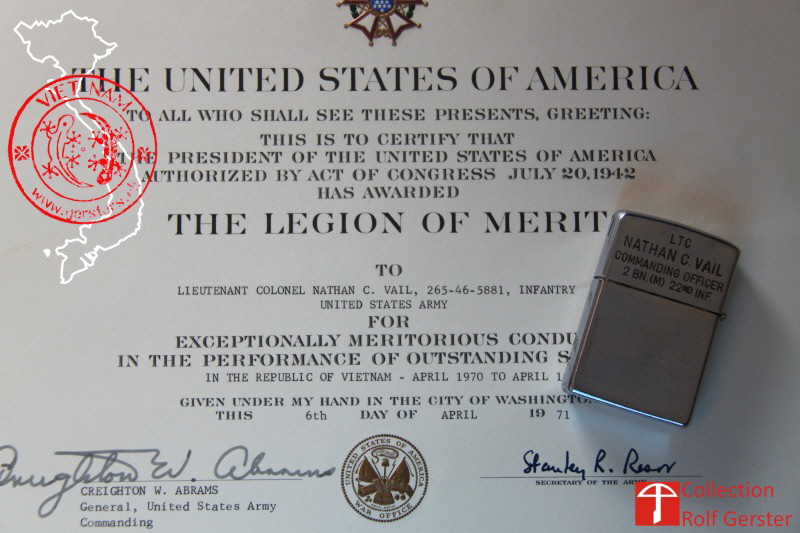 THE UNITED STATES OF AMERICA
TO ALL WHO SHALL SEE THESE PRESENTS, GREETING:
THIS IS TO CERTIFY THAT
THE PRESIDENT OF THE UNITED STATES OF AMERICA
AUTHORIZED BY ACT OF CONGRESS JULY 20, 1942
HAS AWARDED
THE LEGION OF MERIT
TO
LIEUTENANT COLONEL NATHAN C. VAIL, 265-46-5881, INFANTRY
UNITED STATES ARMY
FOR
EXCEPTIONALLY MERITORIOUS CONDU
IN THE PERFORMANCE OF OUTSTANDING S
IN THE REPUBLIC OF VIETNAM - APRIL 1970 TO APRIL 1
GIVEN UNDER MY HAND IN THE CITY OF WASHINGTON
THIS 6th DAY OF APRIL 19 71
Creighton W. Abrams
CREIGHTON W. ABRAMS
General, United States Army
Commanding
UNITED STATES OF AMERICA
WAR OFFICE
Stanley R. Resor
SECRETARY OF THE ARMY
LTC
NATHAN C. VAIL
COMMANDING OFFICER
2 BN. (M) 22ND INF.
VIETNAM
Collection
Rolf Gerster